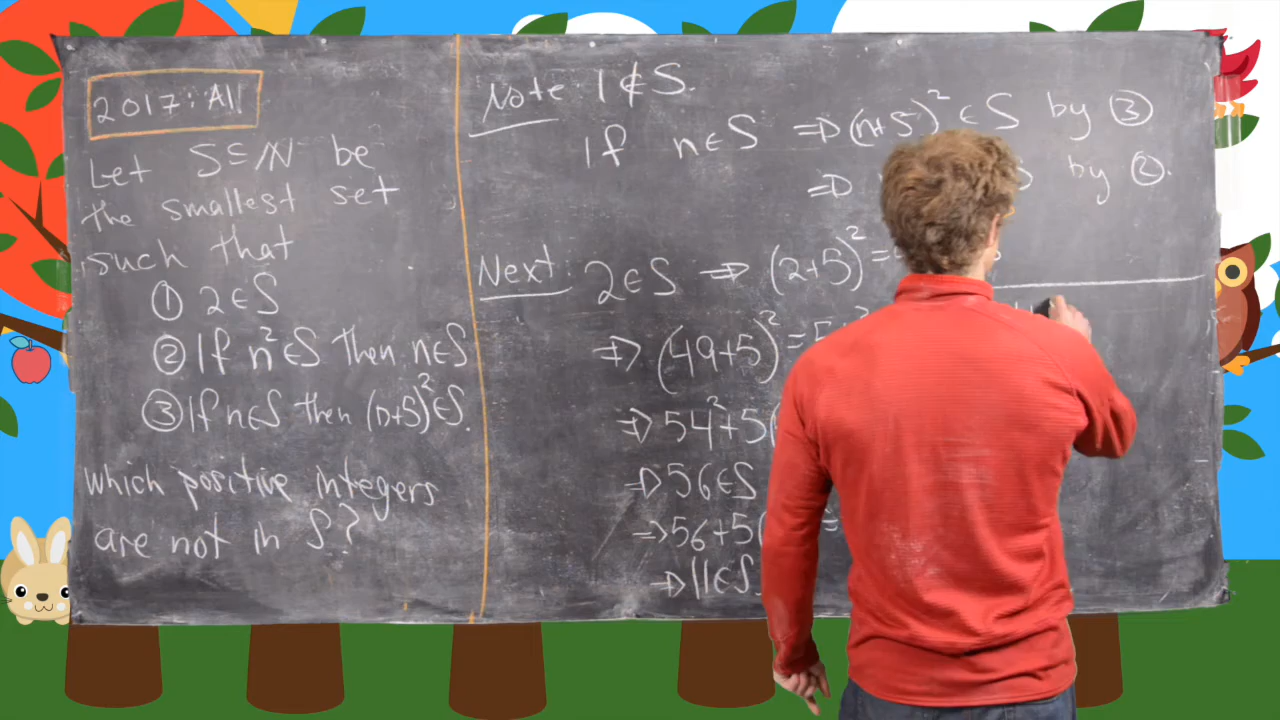 2017: A1
Let S ⊆ ℕ be
the smallest set
such that
① 2∈S
② If n²∈S then n∈S
③ If n∈S then (n+5)²∈S.
Which positive integers
are not in S?
Note: 1∉S.
If n∈S ⇒ (n+5)² ∈ S by ③
⇒ by ②.
Next: 2∈S ⇒ (2+5)² =
⇒ (49+5)² =
⇒ 54²+5(
⇒ 56∈S
⇒ 56+5( =
⇒ 11∈S